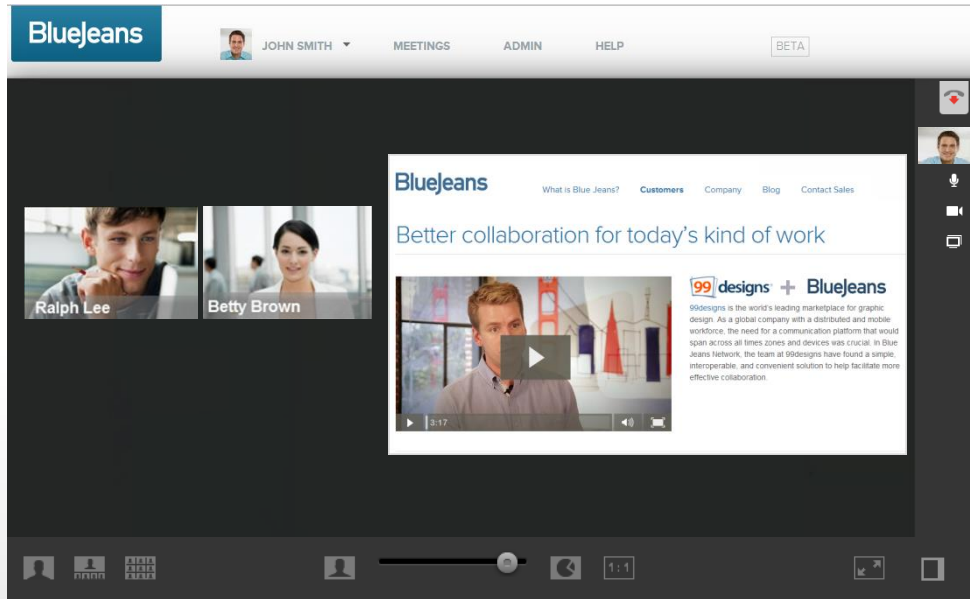 BlueJeans
JOHN SMITH MEETINGS ADMIN HELP BETA
BlueJeans
What is Blue Jeans? Customers Company Blog Contact Sales
Better collaboration for today's kind of work
Ralph Lee
Betty Brown
99designs + BlueJeans
99designs is the world's leading marketplace for graphic
design. As a global company with a distributed and mobile
workforce, the need for a communication platform that would
span across all times zones and devices was crucial. In Blue
Jeans Network, the team at 99designs have found a simple,
interoperable, and convenient solution to help facilitate more
effective collaboration.
3:17
1:1